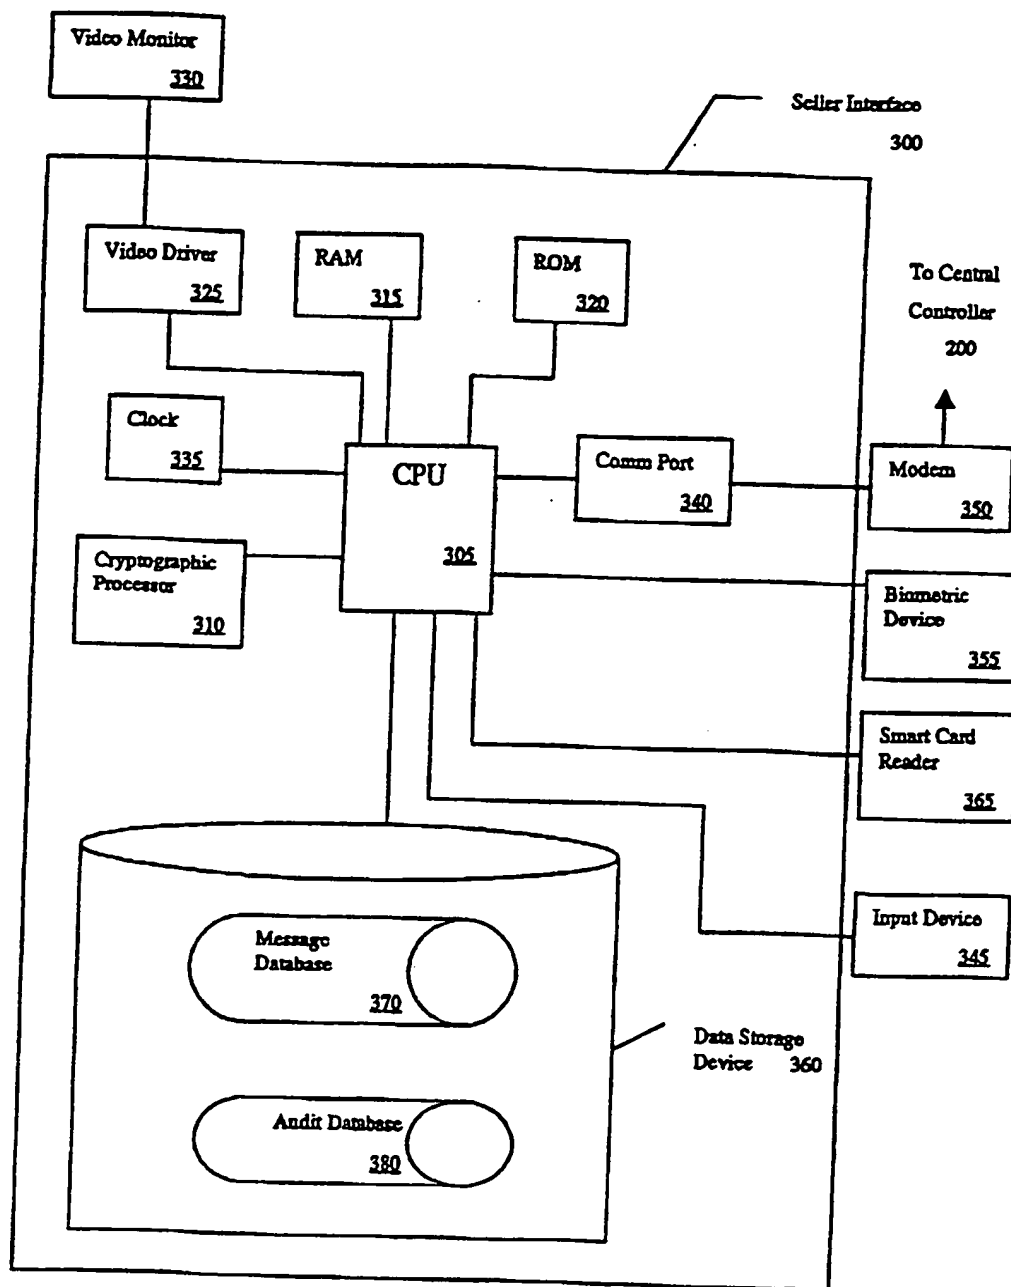 Video Monitor
330
Seller Interface
300
Video Driver
325
RAM
315
ROM
320
To Central
Controller
200
Clock
335
CPU
305
Comm Port
340
Modem
350
Cryptographic
Processor
310
Biometric
Device
355
Smart Card
Reader
365
Input Device
345
Message
Database
370
Data Storage
Device 360
Audit Database
380